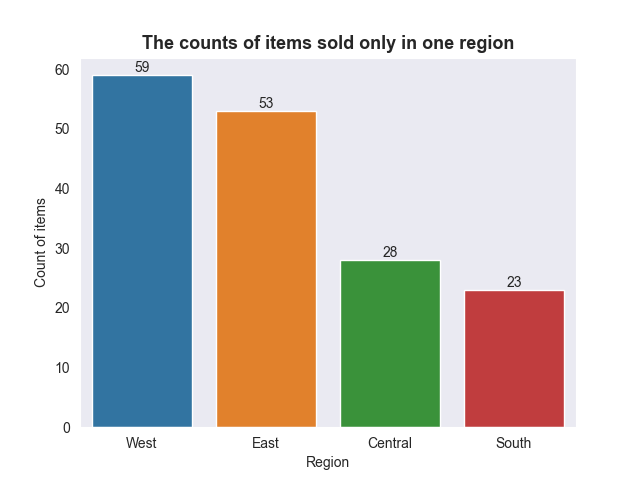 The counts of items sold only in one region
60
50
40
30
20
10
0
Count of items
59
53
28
23
West East Central South
Region